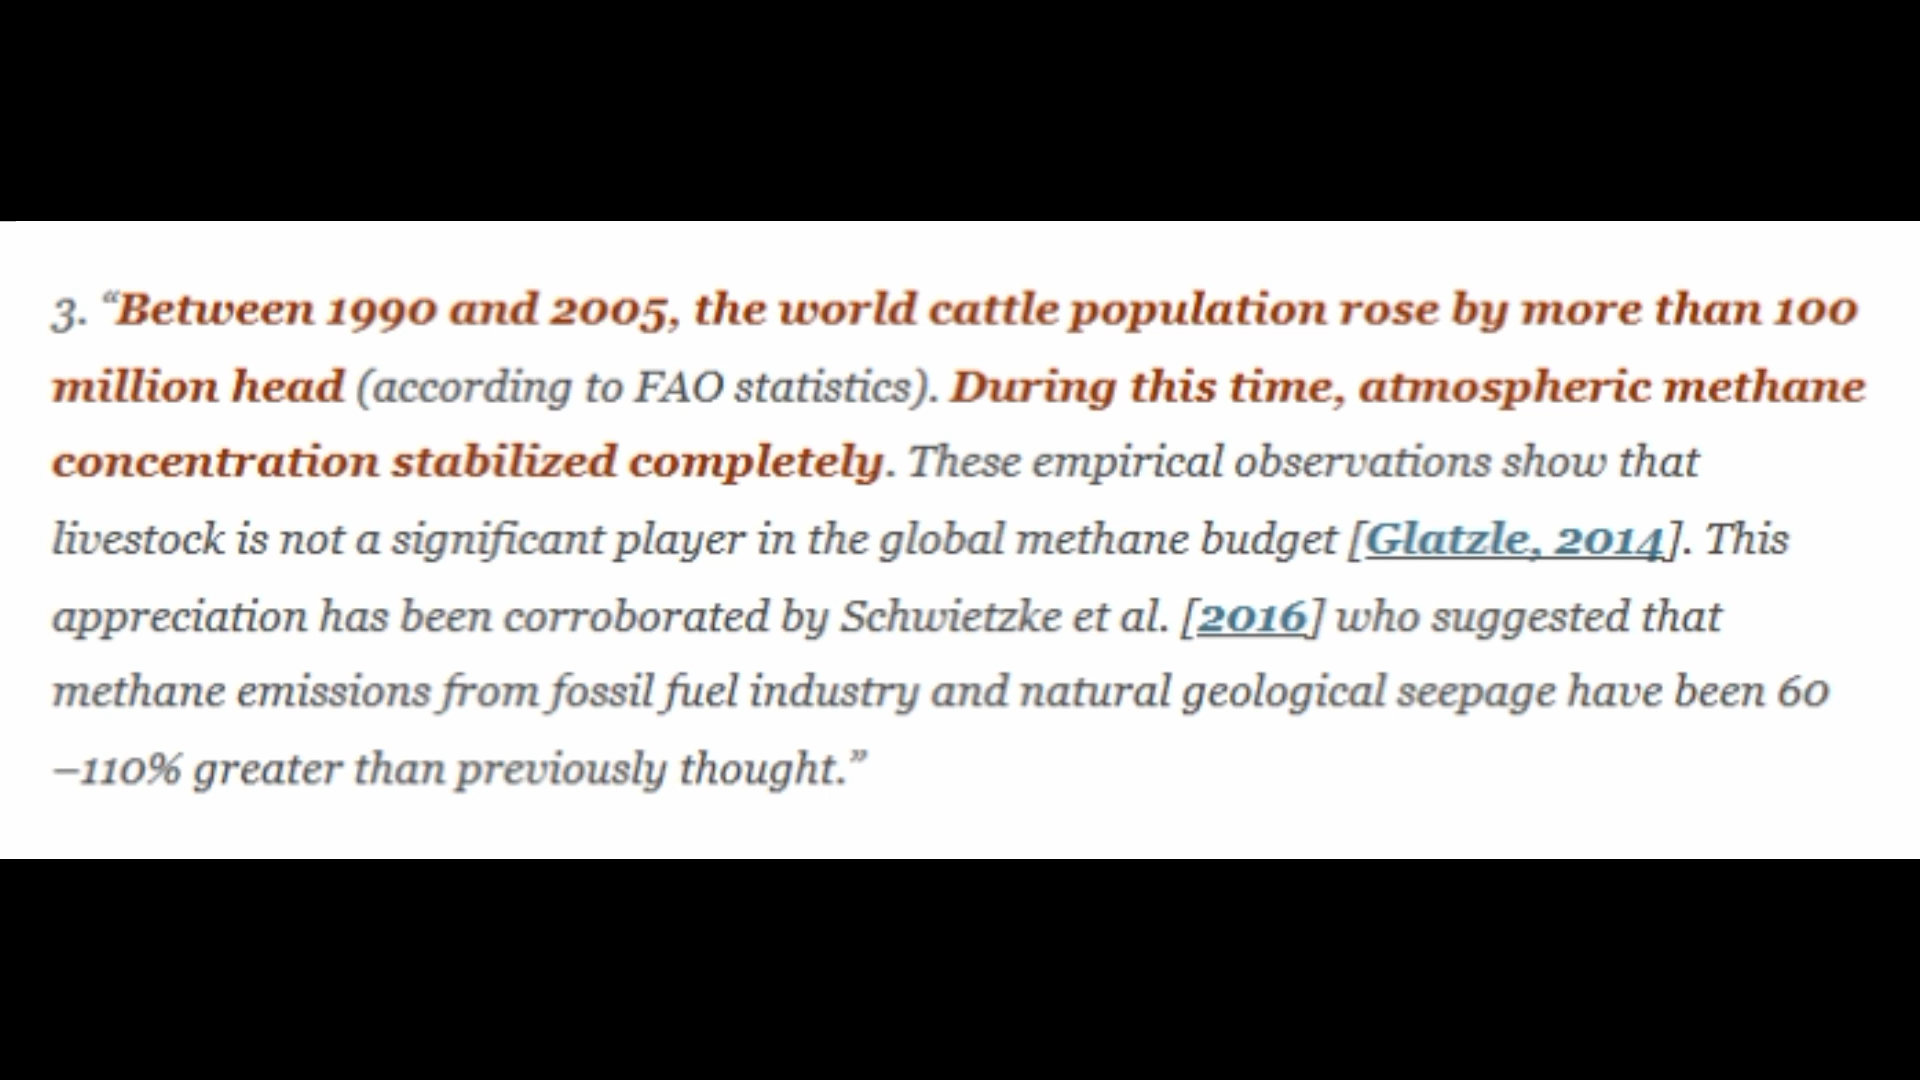 3. “Between 1990 and 2005, the world cattle population rose by more than 100
million head (according to FAO statistics). During this time, atmospheric methane
concentration stabilized completely. These empirical observations show that
livestock is not a significant player in the global methane budget [Glatzle, 2014]. This
appreciation has been corroborated by Schwietzke et al. [2016] who suggested that
methane emissions from fossil fuel industry and natural geological seepage have been 60
–110% greater than previously thought.”